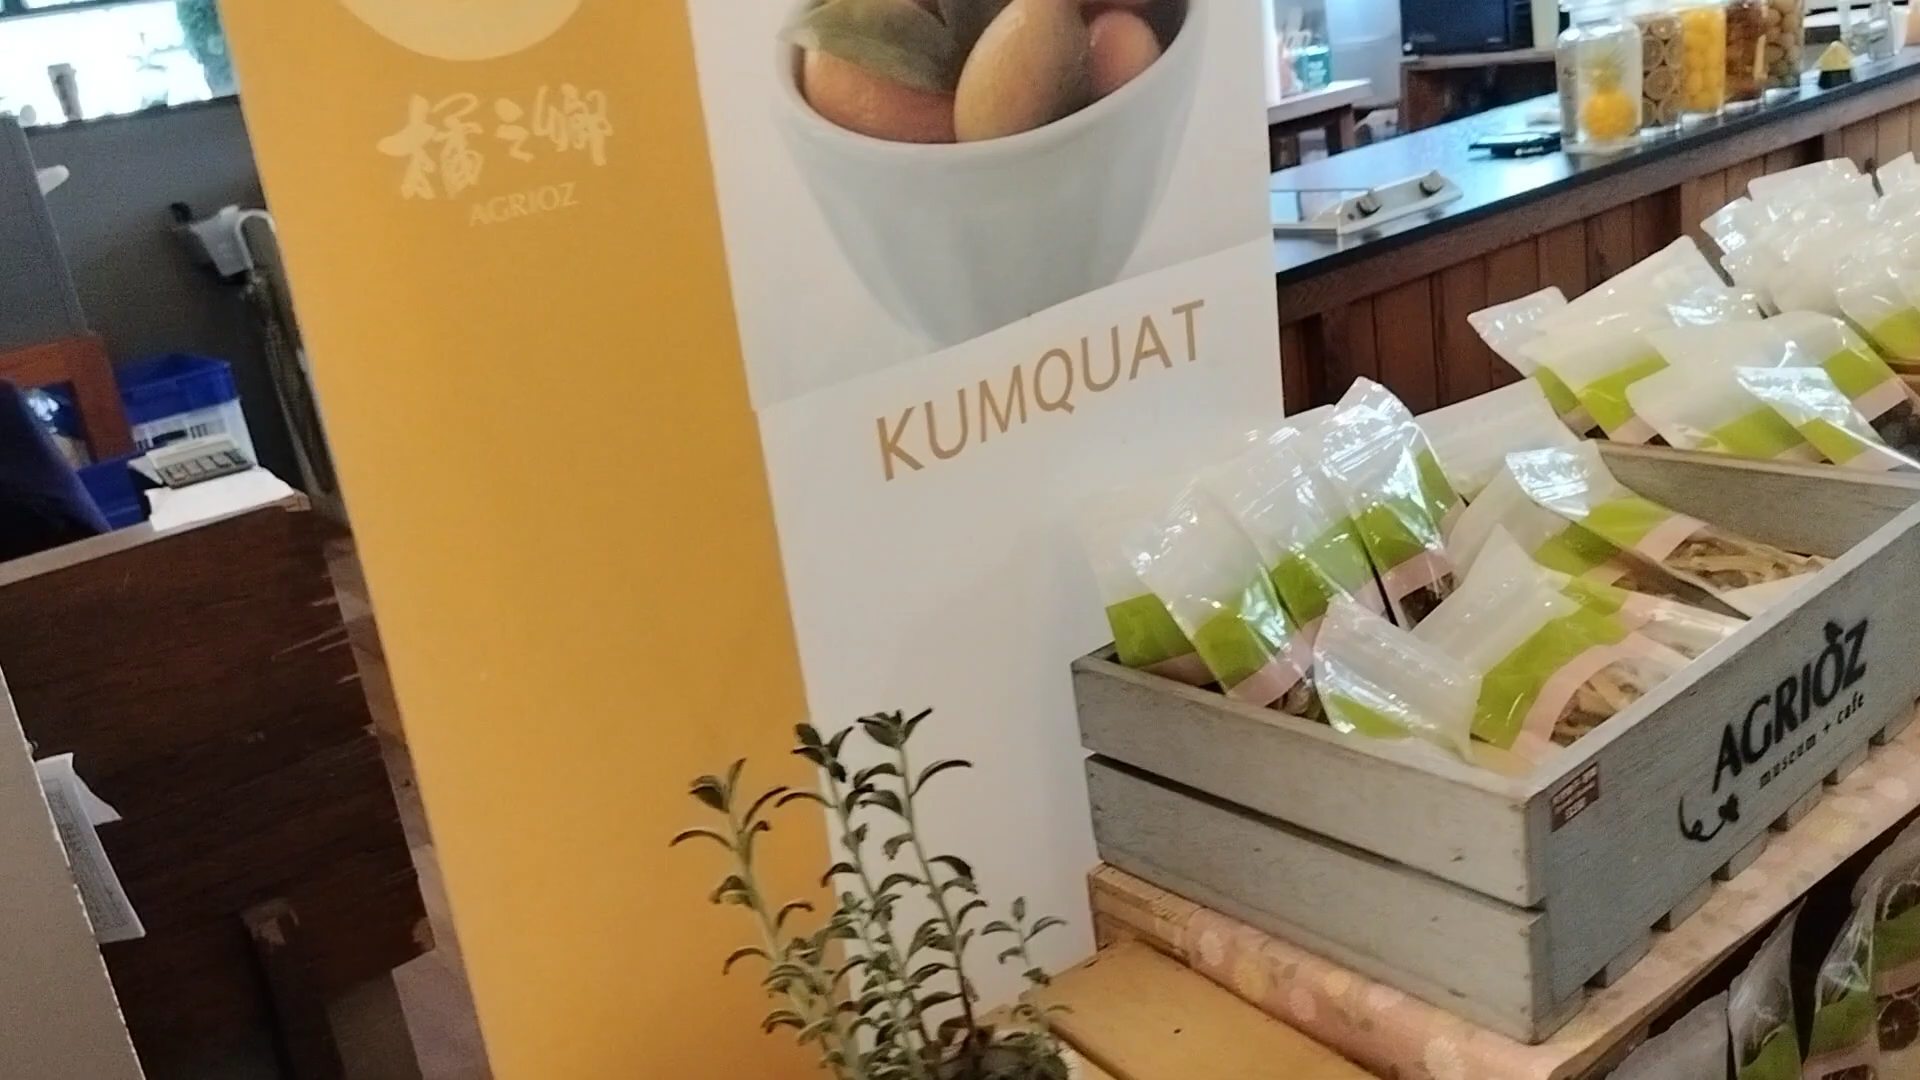 橘之鄉
AGRIOZ
KUMQUAT
AGRIOZ
museum + cafe